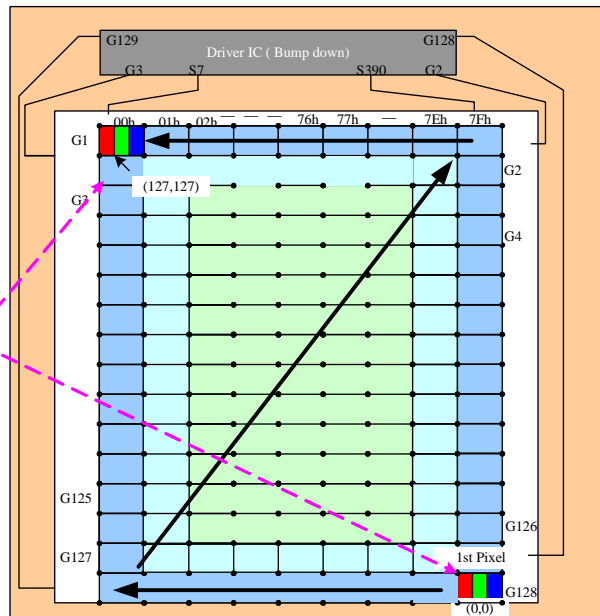 G129 G128
Driver IC ( Bump down)
G3 S7 S390 G2
00h 01h 02h — — — — 76h 77h — 7Eh 7Fh
G1
G2
(127,127)
G3
G4
G125
G126
G127
1st Pixel
G128
(0,0)